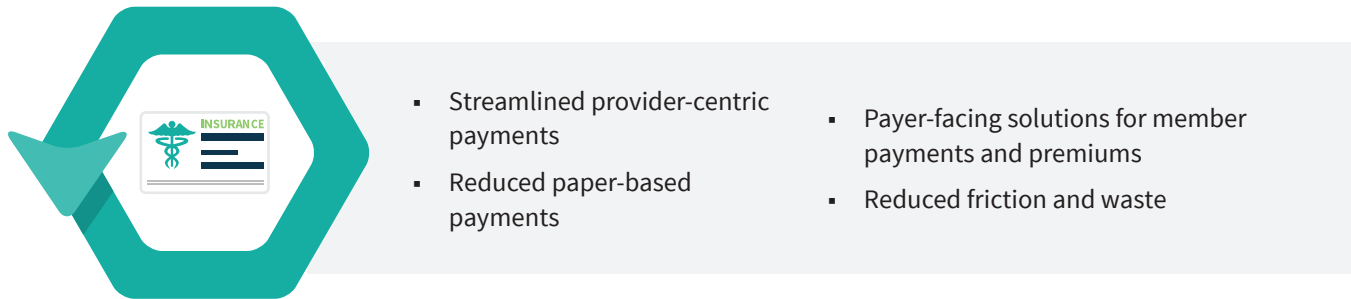 INSURANCE
▪ Streamlined provider-centric
payments
▪ Reduced paper-based
payments
▪ Payer-facing solutions for member
payments and premiums
▪ Reduced friction and waste